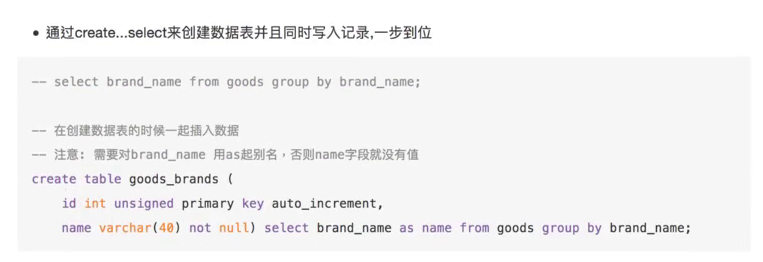 • 通过create...select来创建数据表并且同时写入记录,一步到位
-- select brand_name from goods group by brand_name;
-- 在创建数据表的时候一起插入数据
-- 注意: 需要对brand_name 用as起别名，否则name字段就没有值
create table goods_brands (
    id int unsigned primary key auto_increment,
    name varchar(40) not null) select brand_name as name from goods group by brand_name;